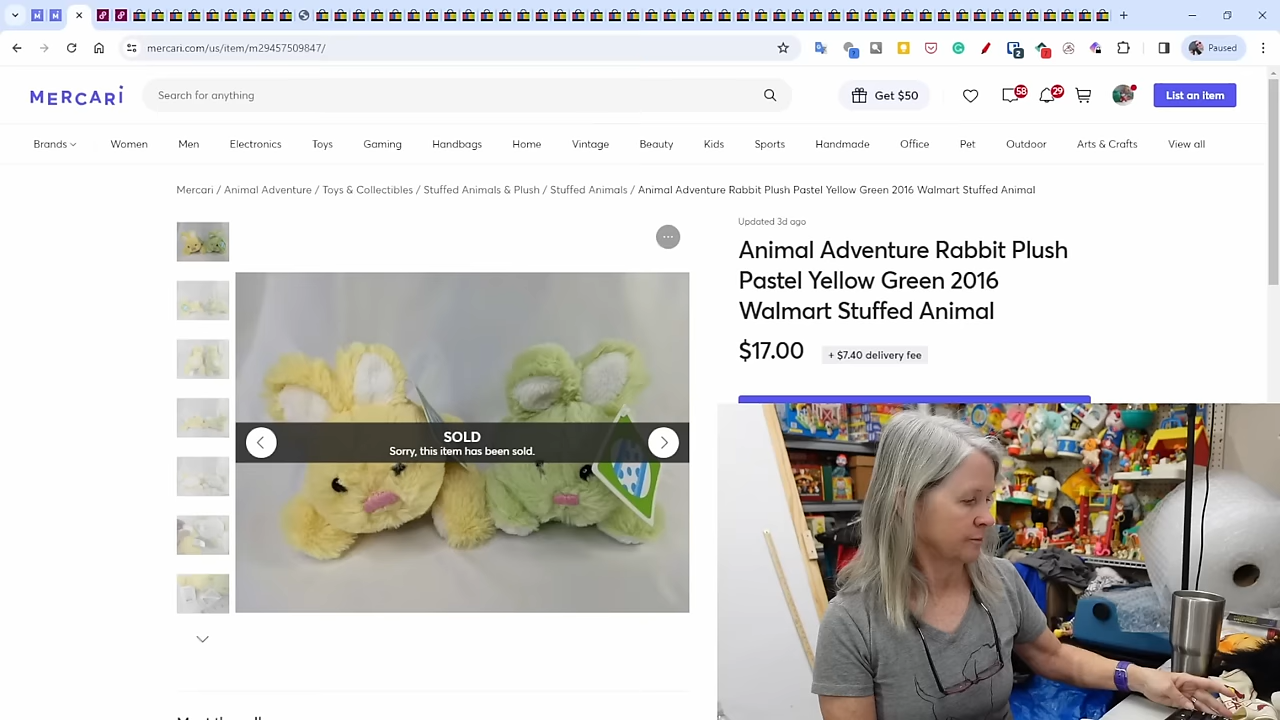 mercari.com/us/item/m29457509847/
2
7
Paused
MERCARI
Search for anything
Get $50
58
29
List an item
Brands
Women
Men
Electronics
Toys
Gaming
Handbags
Home
Vintage
Beauty
Kids
Sports
Handmade
Office
Pet
Outdoor
Arts & Crafts
View all
Mercari / Animal Adventure / Toys & Collectibles / Stuffed Animals & Plush / Stuffed Animals / Animal Adventure Rabbit Plush Pastel Yellow Green 2016 Walmart Stuffed Animal
Updated 3d ago
Animal Adventure Rabbit Plush
Pastel Yellow Green 2016
Walmart Stuffed Animal
$17.00
+ $7.40 delivery fee
SOLD
Sorry, this item has been sold.